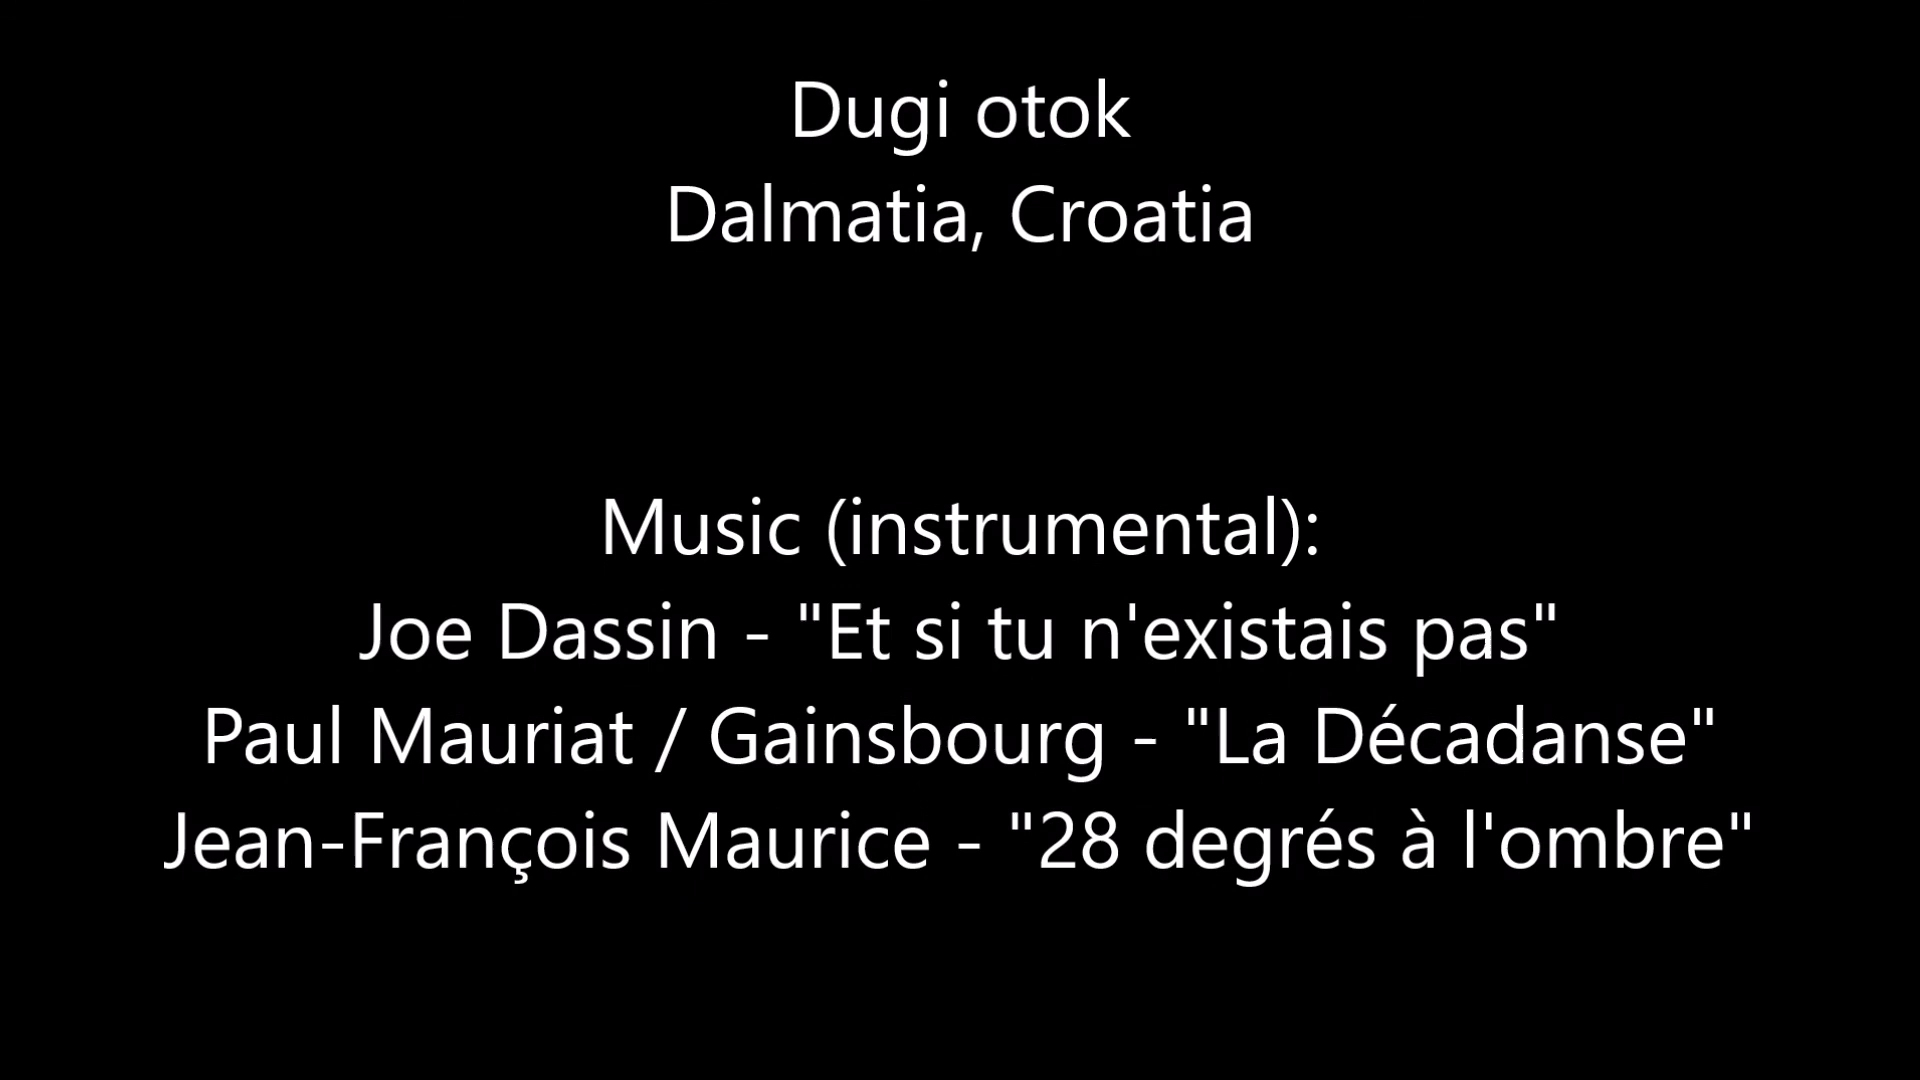 Dugi otok
Dalmatia, Croatia
Music (instrumental):
Joe Dassin - "Et si tu n'existais pas"
Paul Mauriat / Gainsbourg - "La Décadanse"
Jean-François Maurice - "28 degrés à l'ombre"